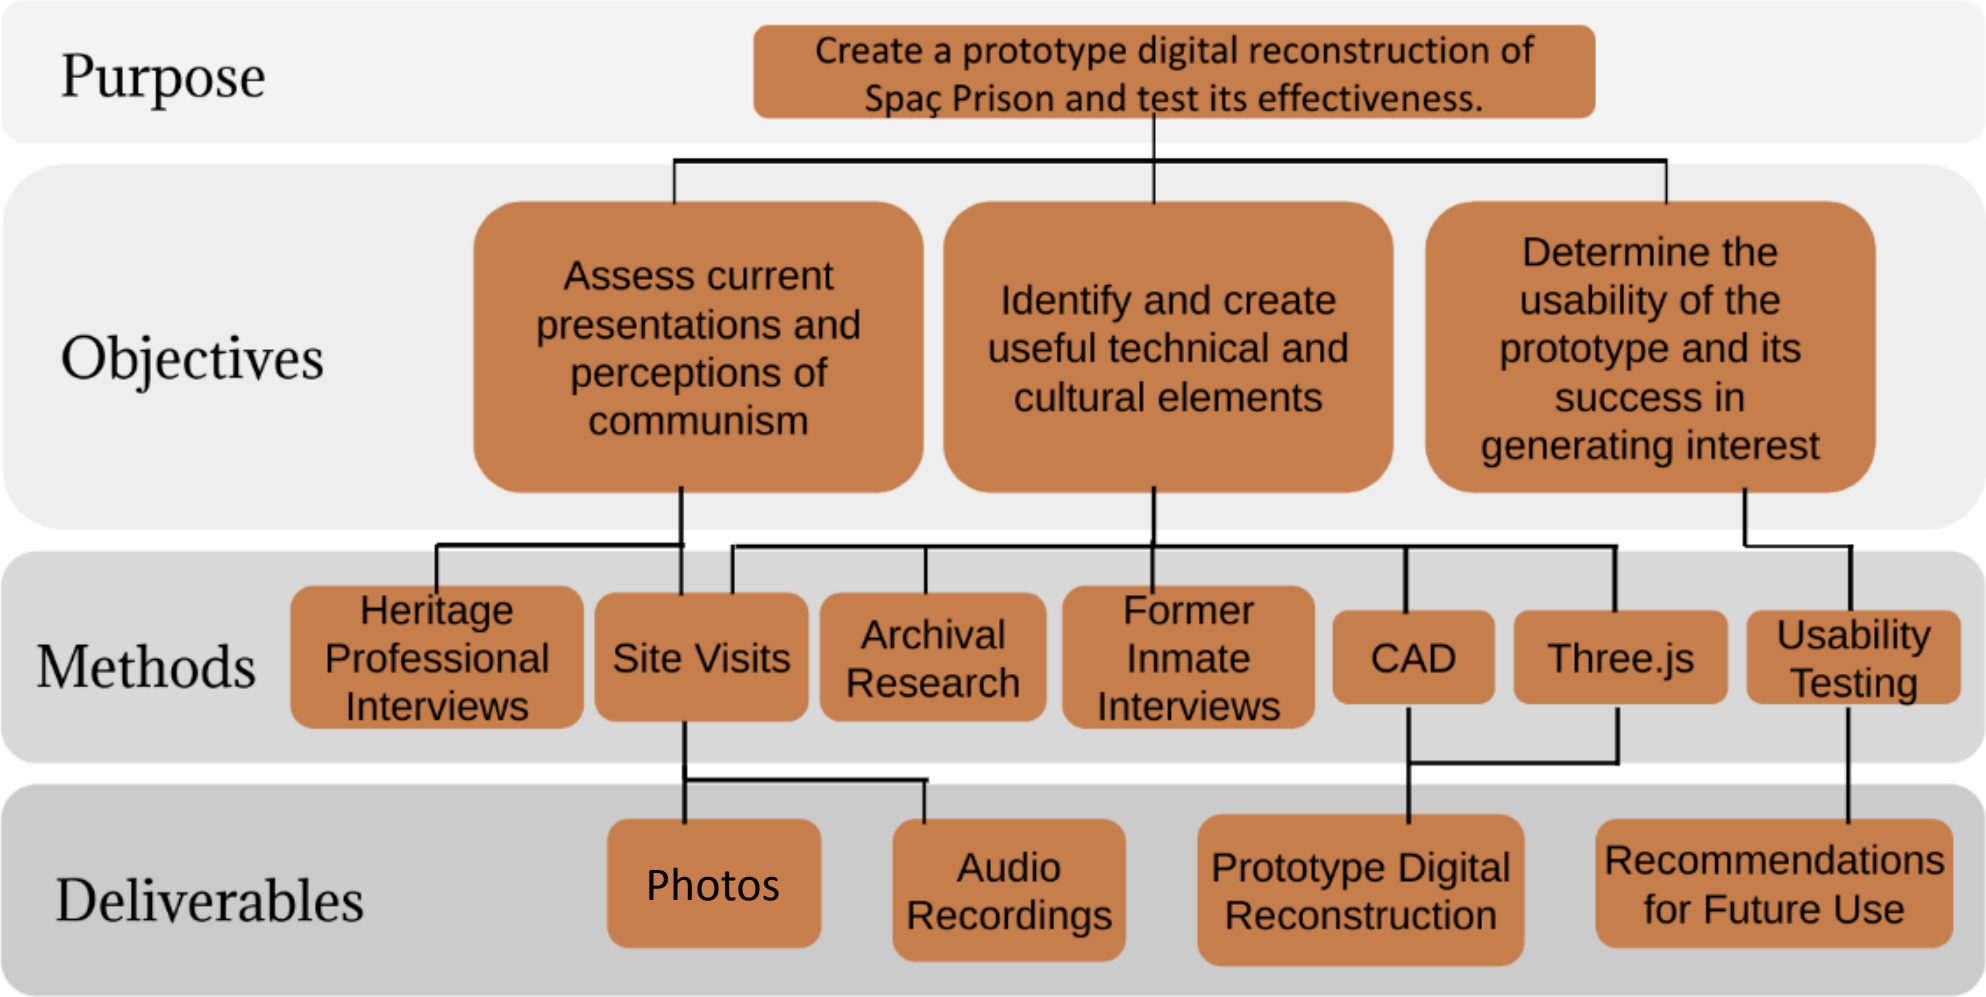 Purpose
Create a prototype digital reconstruction of
Spaç Prison and test its effectiveness.
Objectives
Assess current
presentations and
perceptions of
communism
Identify and create
useful technical and
cultural elements
Determine the
usability of the
prototype and its
success in
generating interest
Methods
Heritage
Professional
Interviews
Site Visits
Archival
Research
Former
Inmate
Interviews
CAD
Three.js
Usability
Testing
Deliverables
Photos
Audio
Recordings
Prototype Digital
Reconstruction
Recommendations
for Future Use